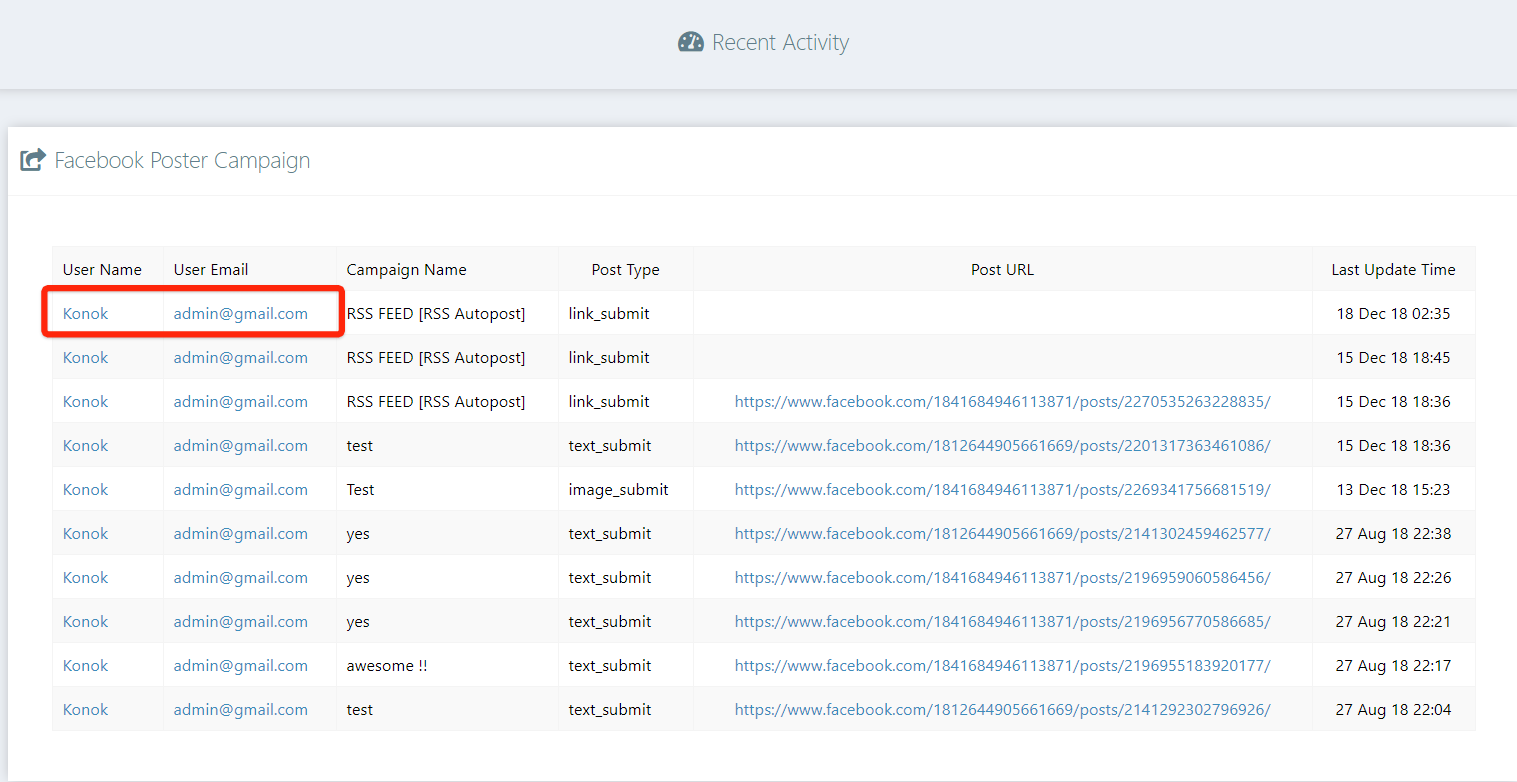 Recent Activity
Facebook Poster Campaign
User Name User Email Campaign Name Post Type Post URL Last Update Time
Konok admin@gmail.com RSS FEED [RSS Autopost] link_submit 18 Dec 18 02:35
Konok admin@gmail.com RSS FEED [RSS Autopost] link_submit 15 Dec 18 18:45
Konok admin@gmail.com RSS FEED [RSS Autopost] link_submit https://www.facebook.com/1841684946113871/posts/2270535263228835/ 15 Dec 18 18:36
Konok admin@gmail.com test text_submit https://www.facebook.com/1812644905661669/posts/2201317363461086/ 15 Dec 18 18:36
Konok admin@gmail.com Test image_submit https://www.facebook.com/1841684946113871/posts/2269341756681519/ 13 Dec 18 15:23
Konok admin@gmail.com yes text_submit https://www.facebook.com/1812644905661669/posts/2141302459462577/ 27 Aug 18 22:38
Konok admin@gmail.com yes text_submit https://www.facebook.com/1841684946113871/posts/2196959060586456/ 27 Aug 18 22:26
Konok admin@gmail.com yes text_submit https://www.facebook.com/1841684946113871/posts/2196956770586685/ 27 Aug 18 22:21
Konok admin@gmail.com awesome !! text_submit https://www.facebook.com/1841684946113871/posts/2196955183920177/ 27 Aug 18 22:17
Konok admin@gmail.com test text_submit https://www.facebook.com/1812644905661669/posts/2141292302796926/ 27 Aug 18 22:04